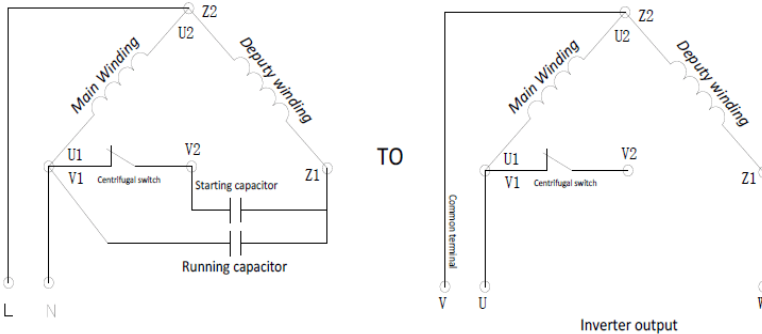 Z2
U2
Main Winding
Deputy winding
U1
V1
V2
Centrifugal switch
Starting capacitor
Z1
Running capacitor
L
N
TO
Z2
U2
Main Winding
Deputy winding
U1
V1
V2
Centrifugal switch
Z1
Common terminal
V
U
Inverter output